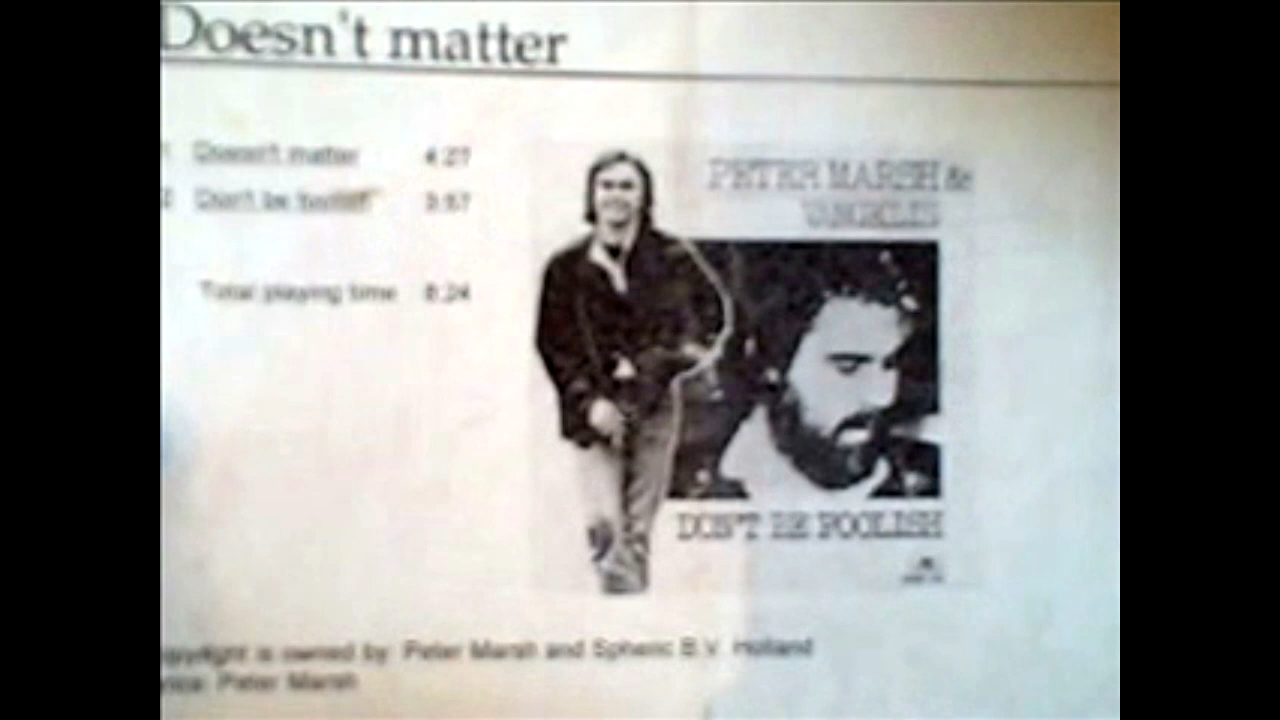 Doesn't matter
Doesn't matter 4:27
2 Don't be foolish 3:57
Total playing time 8:24
PETER MARSH &
VANGELIS
DON'T BE FOOLISH
copyright is owned by: Peter Marsh and Spheric B.V. Holland
Peter Marsh